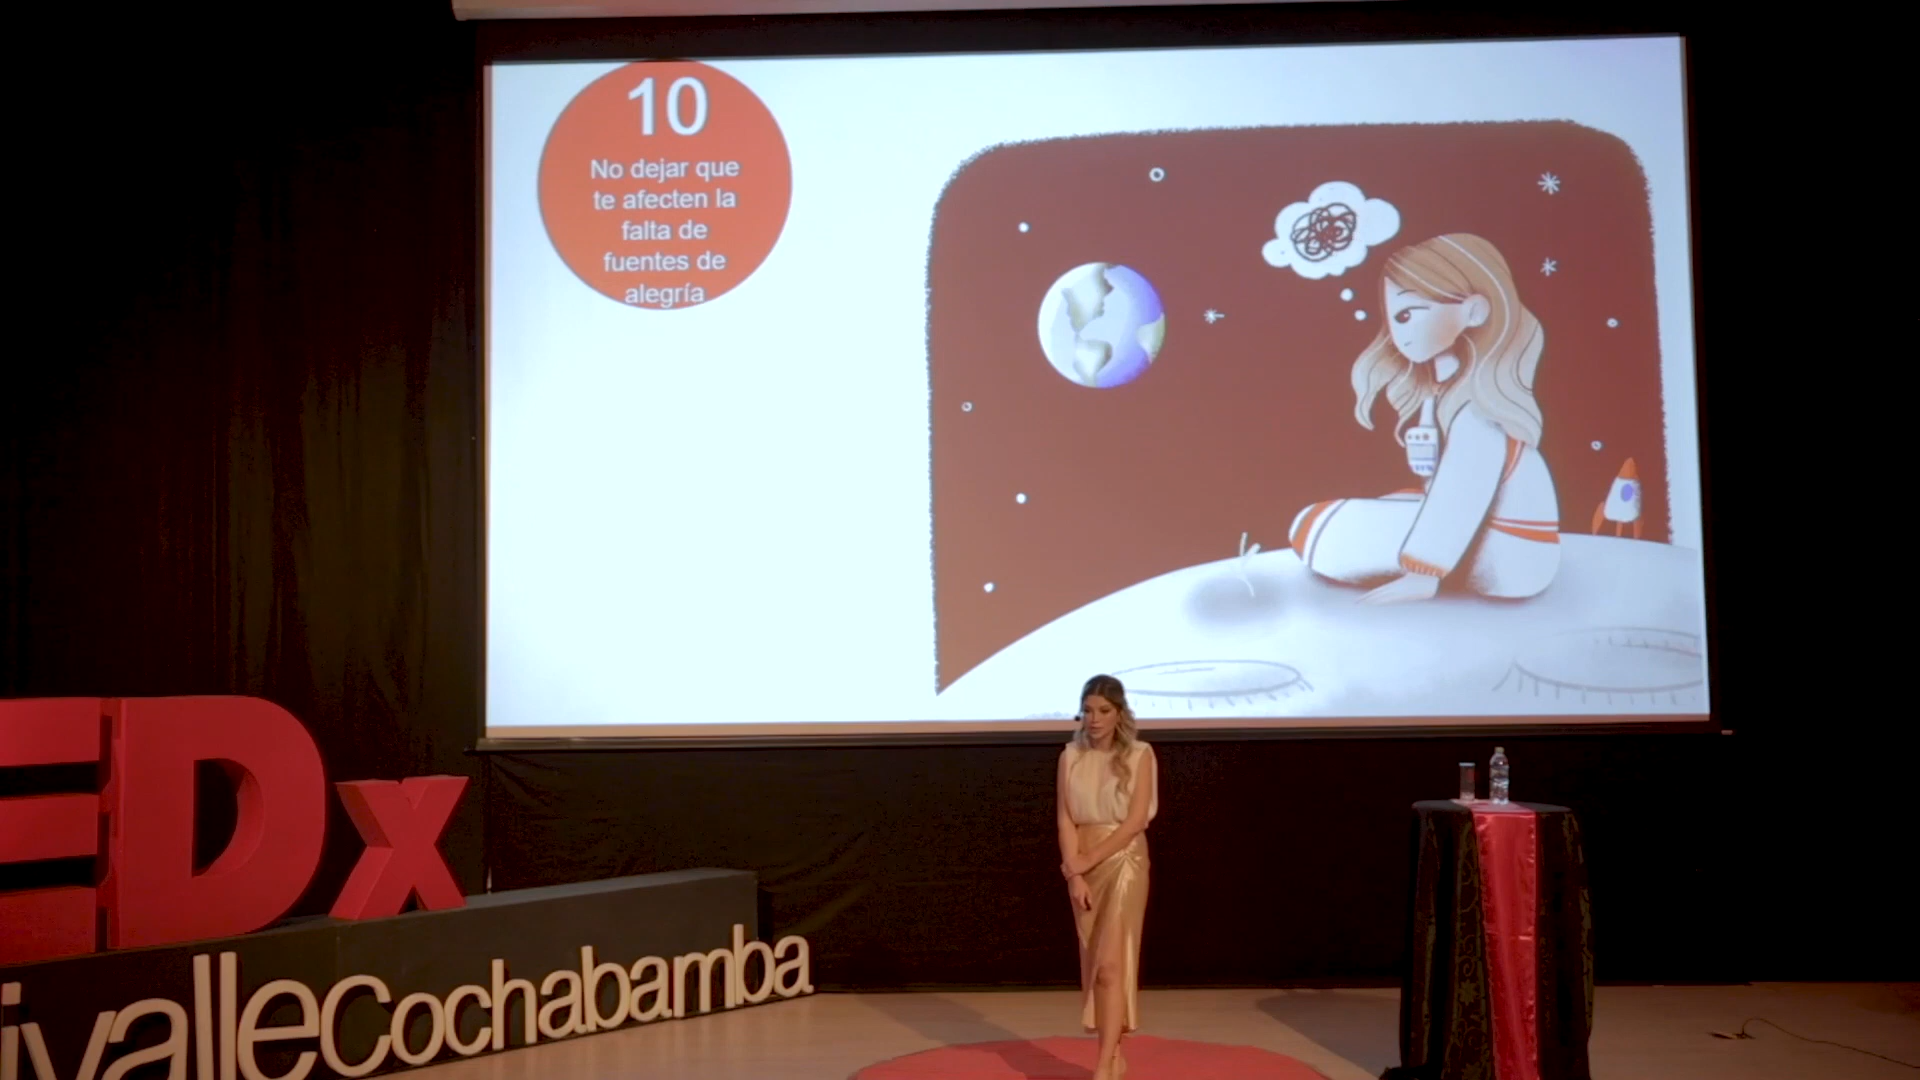 10
No dejar que
te afecten la
falta de
fuentes de
alegría
EDx
ivalleCochabamba